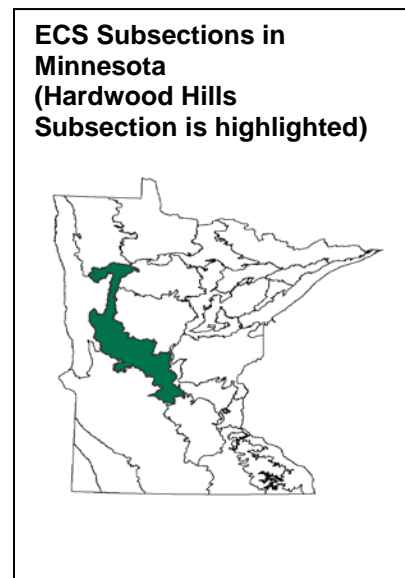 ECS Subsections in
Minnesota
(Hardwood Hills
Subsection is highlighted)